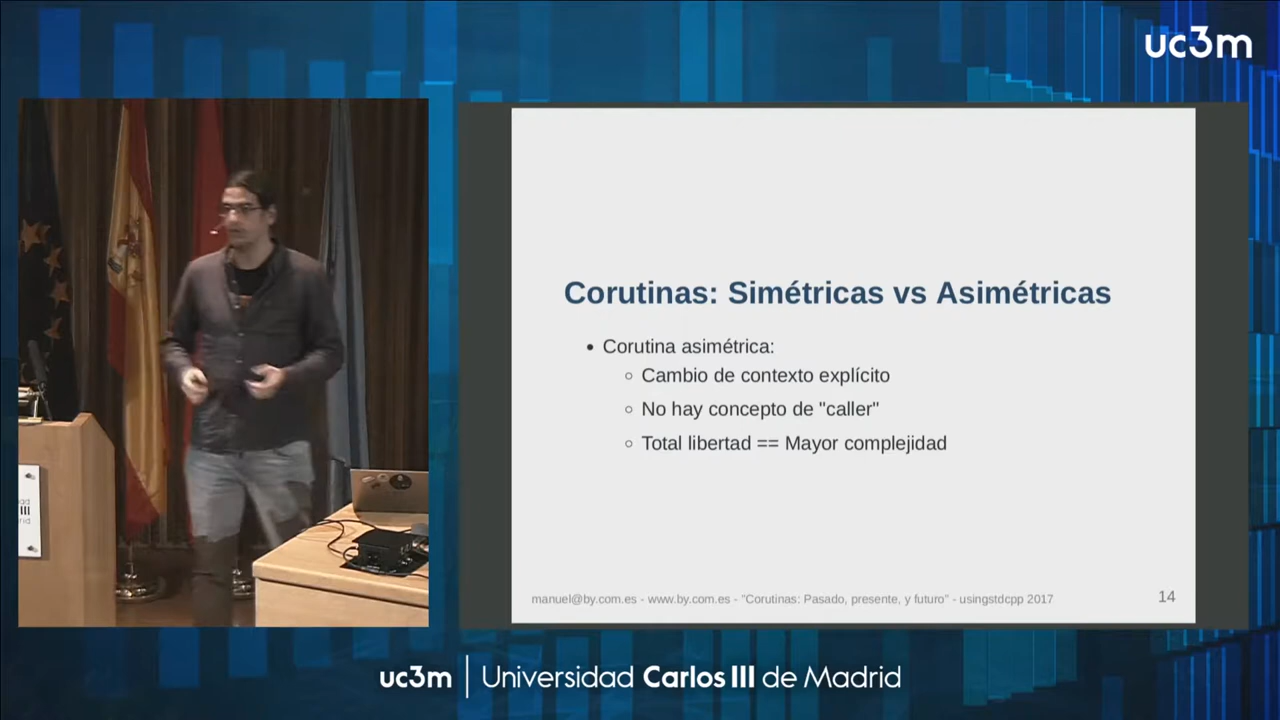 uc3m
Corutinas: Simétricas vs Asimétricas
• Corutina asimétrica:
○ Cambio de contexto explícito
○ No hay concepto de "caller"
○ Total libertad == Mayor complejidad
manuel@by.com.es - www.by.com.es - "Corutinas: Pasado, presente, y futuro" - usingstdcpp 2017
14
uc3m | Universidad Carlos III de Madrid